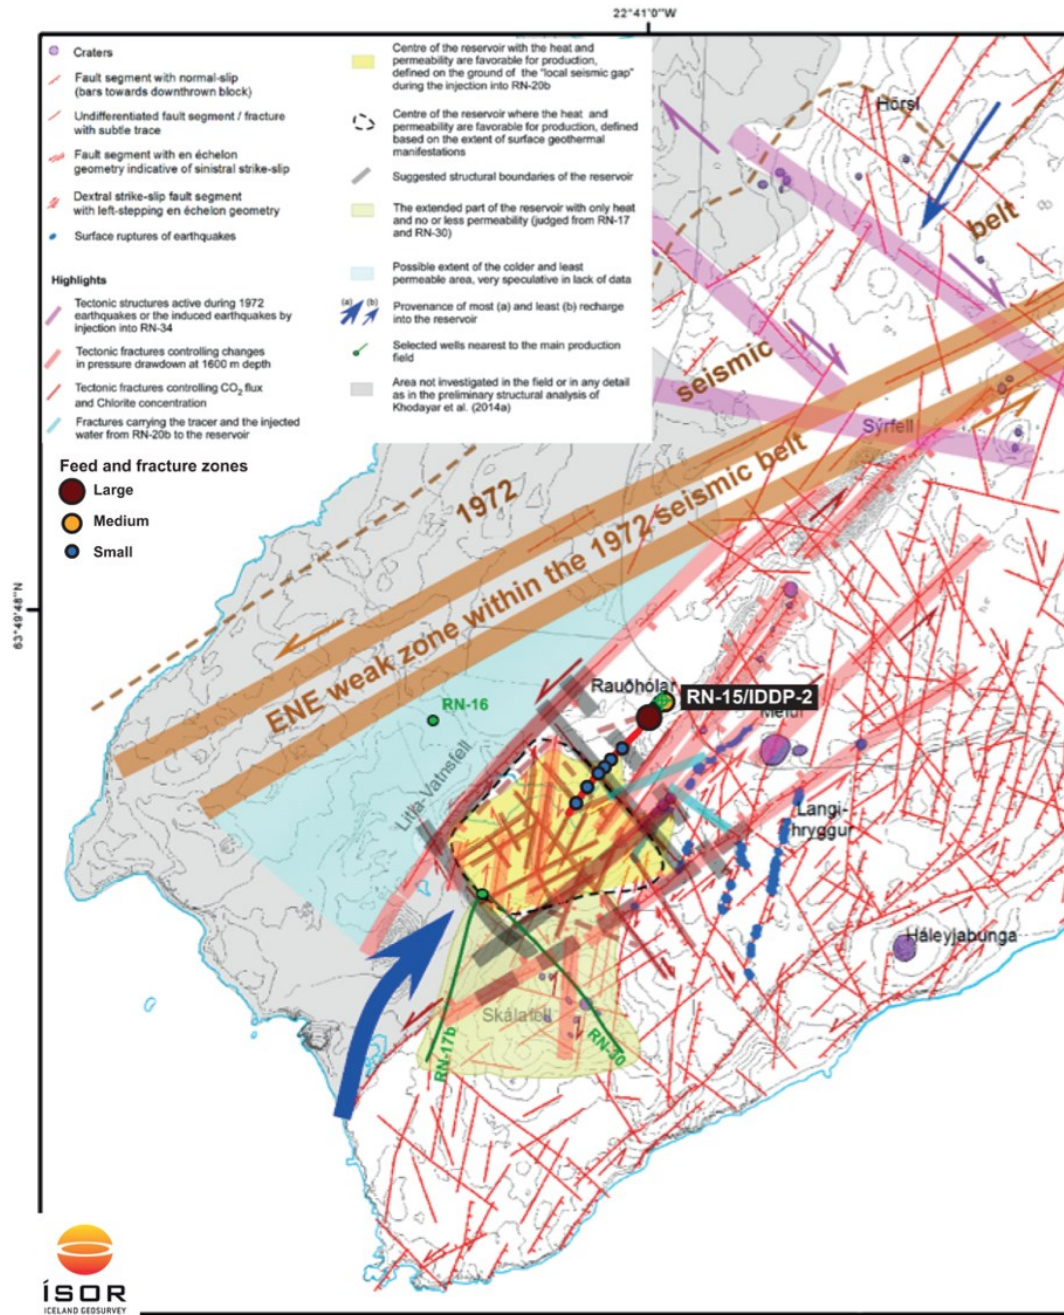 22°41'0"W
Craters
Fault segment with normal-slip
(bars towards downthrown block)
Undifferentiated fault segment / fracture
with subtle trace
Fault segment with en échelon
geometry indicative of sinistral strike-slip
Dextral strike-slip fault segment
with left-stepping en échelon geometry
Surface ruptures of earthquakes
Highlights
Tectonic structures active during 1972
earthquakes or the induced earthquakes by
injection into RN-34
Tectonic fractures controlling changes
in pressure drawdown at 1600 m depth
Tectonic fractures controlling CO₂ flux
and Chlorite concentration
Fractures carrying the tracer and the injected
water from RN-20b to the reservoir
Centre of the reservoir with the heat and
permeability are favorable for production,
defined on the ground of the "local seismic gap"
during the injection into RN-20b
Centre of the reservoir where the heat and
permeability are favorable for production, defined
based on the extent of surface geothermal
manifestations
Suggested structural boundaries of the reservoir
The extended part of the reservoir with only heat
and no or less permeability (judged from RN-17
and RN-30)
Possible extent of the colder and least
permeable area, very speculative in lack of data
(a) (b)
Provenance of most (a) and least (b) recharge
into the reservoir
Selected wells nearest to the main production
field
Area not investigated in the field or in any detail
as in the preliminary structural analysis of
Khodayar et al. (2014a)
Feed and fracture zones
Large
Medium
Small
63°49'48"N
Hörsl
1972 seismic belt
Sýrfell
ENE weak zone within the 1972 seismic belt
Rauðhólar
RN-15/IDDP-2
RN-16
Litla-Vatnsfell
Langi-
hryggur
Háleyjabunga
Skálafell
RN-17b
RN-30
ÍSOR
ICELAND GEOSURVEY